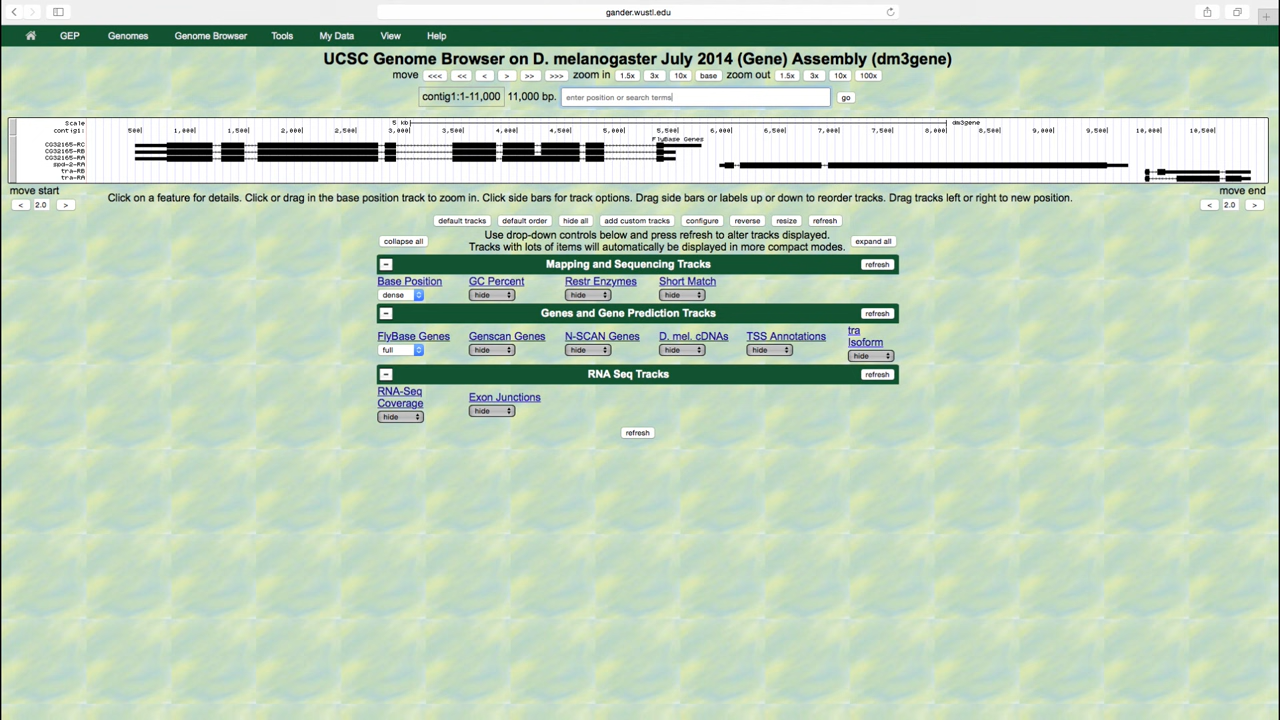 gander.wustl.edu
GEP Genomes Genome Browser Tools My Data View Help
UCSC Genome Browser on D. melanogaster July 2014 (Gene) Assembly (dm3gene)
move <<< << < > >> >>> zoom in 1.5x 3x 10x base zoom out 1.5x 3x 10x 100x
contig1:1-11,000 11,000 bp. enter position or search terms go
Scale 5 kb dm3gene
contig1: 500| 1,000| 1,500| 2,000| 2,500| 3,000| 3,500| 4,000| 4,500| 5,000| 5,500| 6,000| 6,500| 7,000| 7,500| 8,000| 8,500| 9,000| 9,500| 10,000| 10,500|
FlyBase Genes
CG32165-RC
CG32165-RB
CG32165-RA
spd-2-RA
tra-RB
tra-RA
move start Click on a feature for details. Click or drag in the base position track to zoom in. Click side bars for track options. Drag side bars or labels up or down to reorder tracks. Drag tracks left or right to new position. move end
< 2.0 > < 2.0 >
default tracks default order hide all add custom tracks configure reverse resize refresh
collapse all Use drop-down controls below and press refresh to alter tracks displayed. expand all
Tracks with lots of items will automatically be displayed in more compact modes.
- Mapping and Sequencing Tracks refresh
Base Position GC Percent Restr Enzymes Short Match
dense hide hide hide
- Genes and Gene Prediction Tracks refresh
FlyBase Genes Genscan Genes N-SCAN Genes D. mel. cDNAs TSS Annotations tra Isoform
full hide hide hide hide hide
- RNA Seq Tracks refresh
RNA-Seq Coverage Exon Junctions
hide hide
refresh